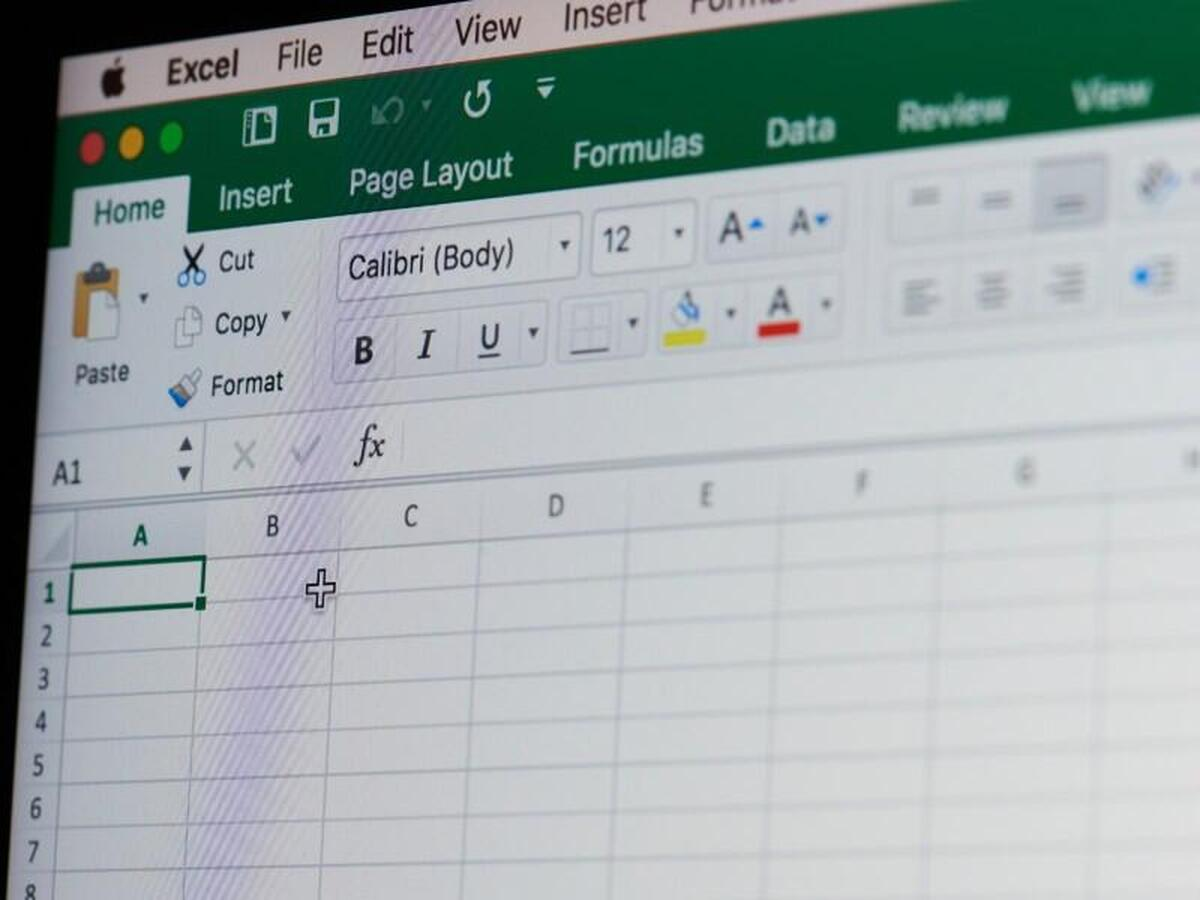 Excel File Edit View Insert
Home Insert Page Layout Formulas Data Review View
Cut
Calibri (Body) 12 A A
Copy
Paste
B I U A
Format
A1 fx
A B C D E F G
1
2
3
4
5
6
7
8